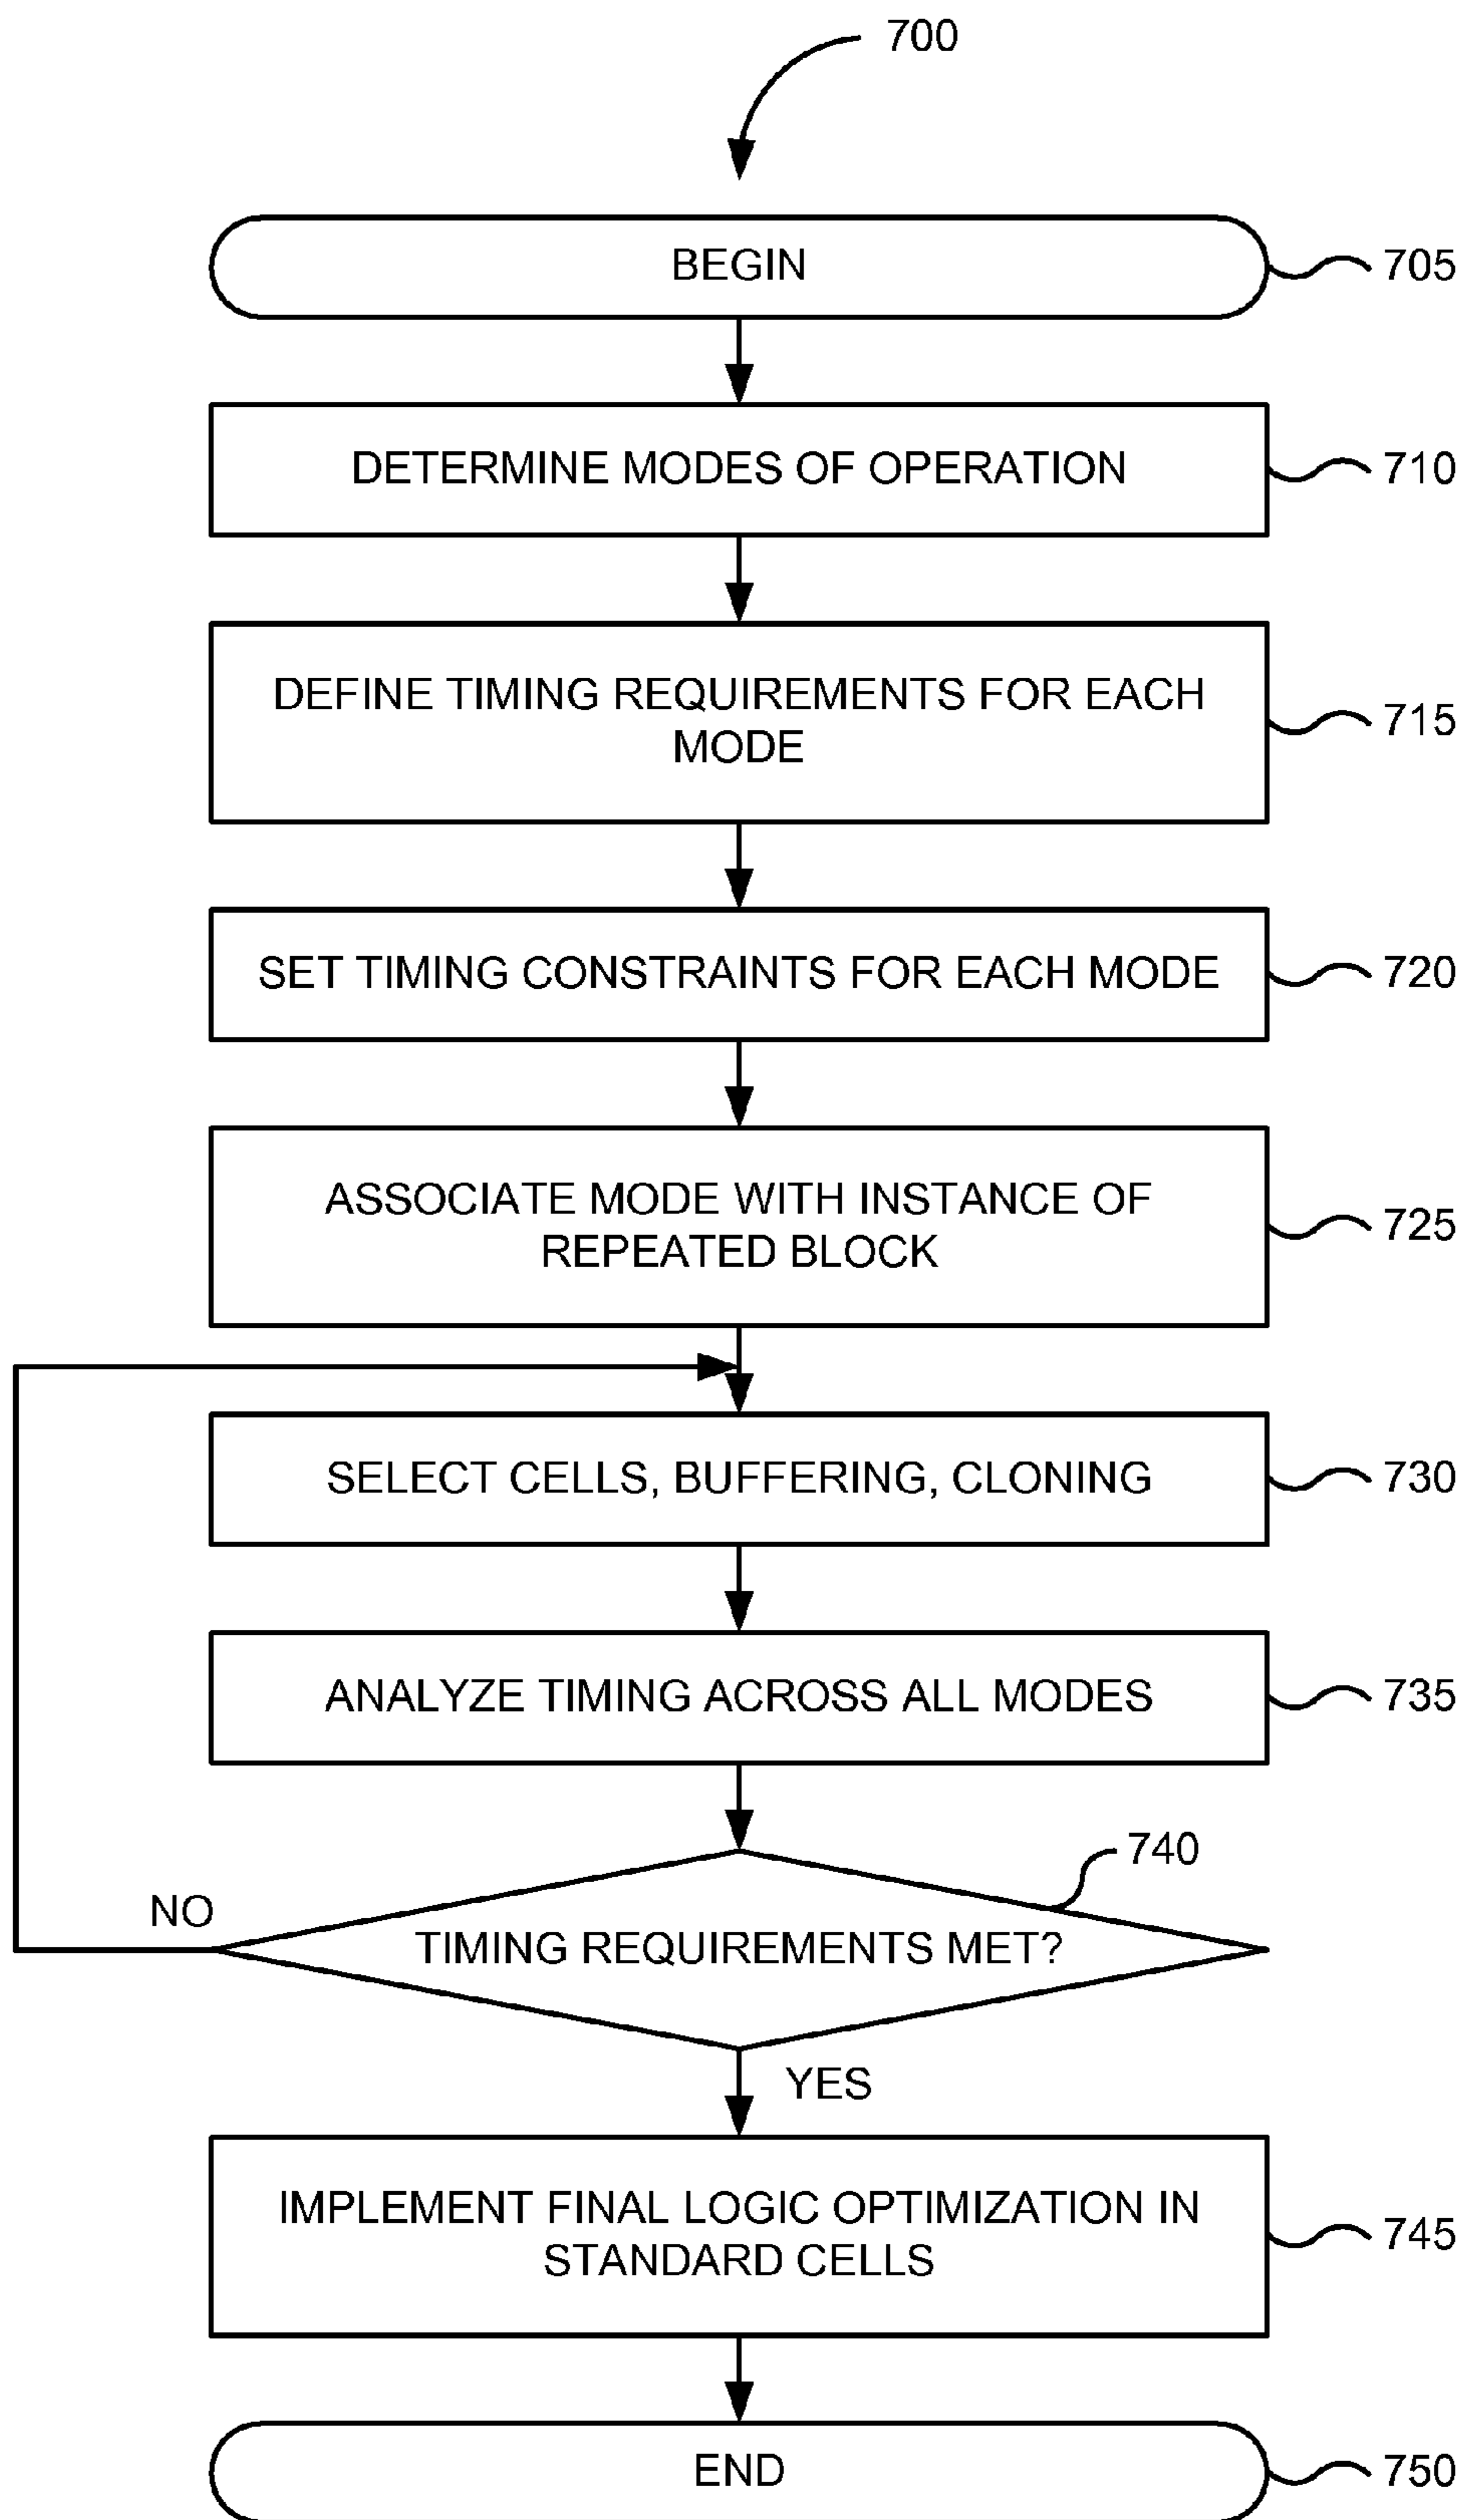 700
BEGIN
705
DETERMINE MODES OF OPERATION
710
DEFINE TIMING REQUIREMENTS FOR EACH
MODE
715
SET TIMING CONSTRAINTS FOR EACH MODE
720
ASSOCIATE MODE WITH INSTANCE OF
REPEATED BLOCK
725
SELECT CELLS, BUFFERING, CLONING
730
ANALYZE TIMING ACROSS ALL MODES
735
740
NO
TIMING REQUIREMENTS MET?
YES
IMPLEMENT FINAL LOGIC OPTIMIZATION IN
STANDARD CELLS
745
END
750